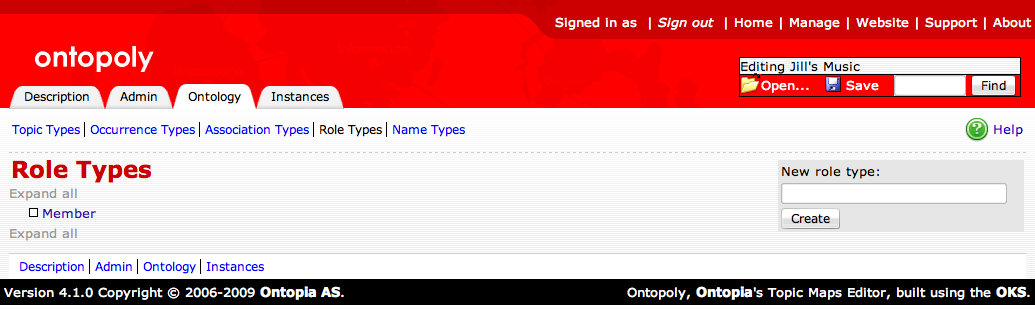 Signed in as | Sign out | Home | Manage | Website | Support | About
ontopoly
Editing Jill's Music
Open... Save Find
Description Admin Ontology Instances
Topic Types | Occurrence Types | Association Types | Role Types | Name Types
Help
Role Types
New role type:
Expand all
Member
Create
Expand all
Description | Admin | Ontology | Instances
Version 4.1.0 Copyright © 2006-2009 Ontopia AS. Ontopoly, Ontopia's Topic Maps Editor, built using the OKS.